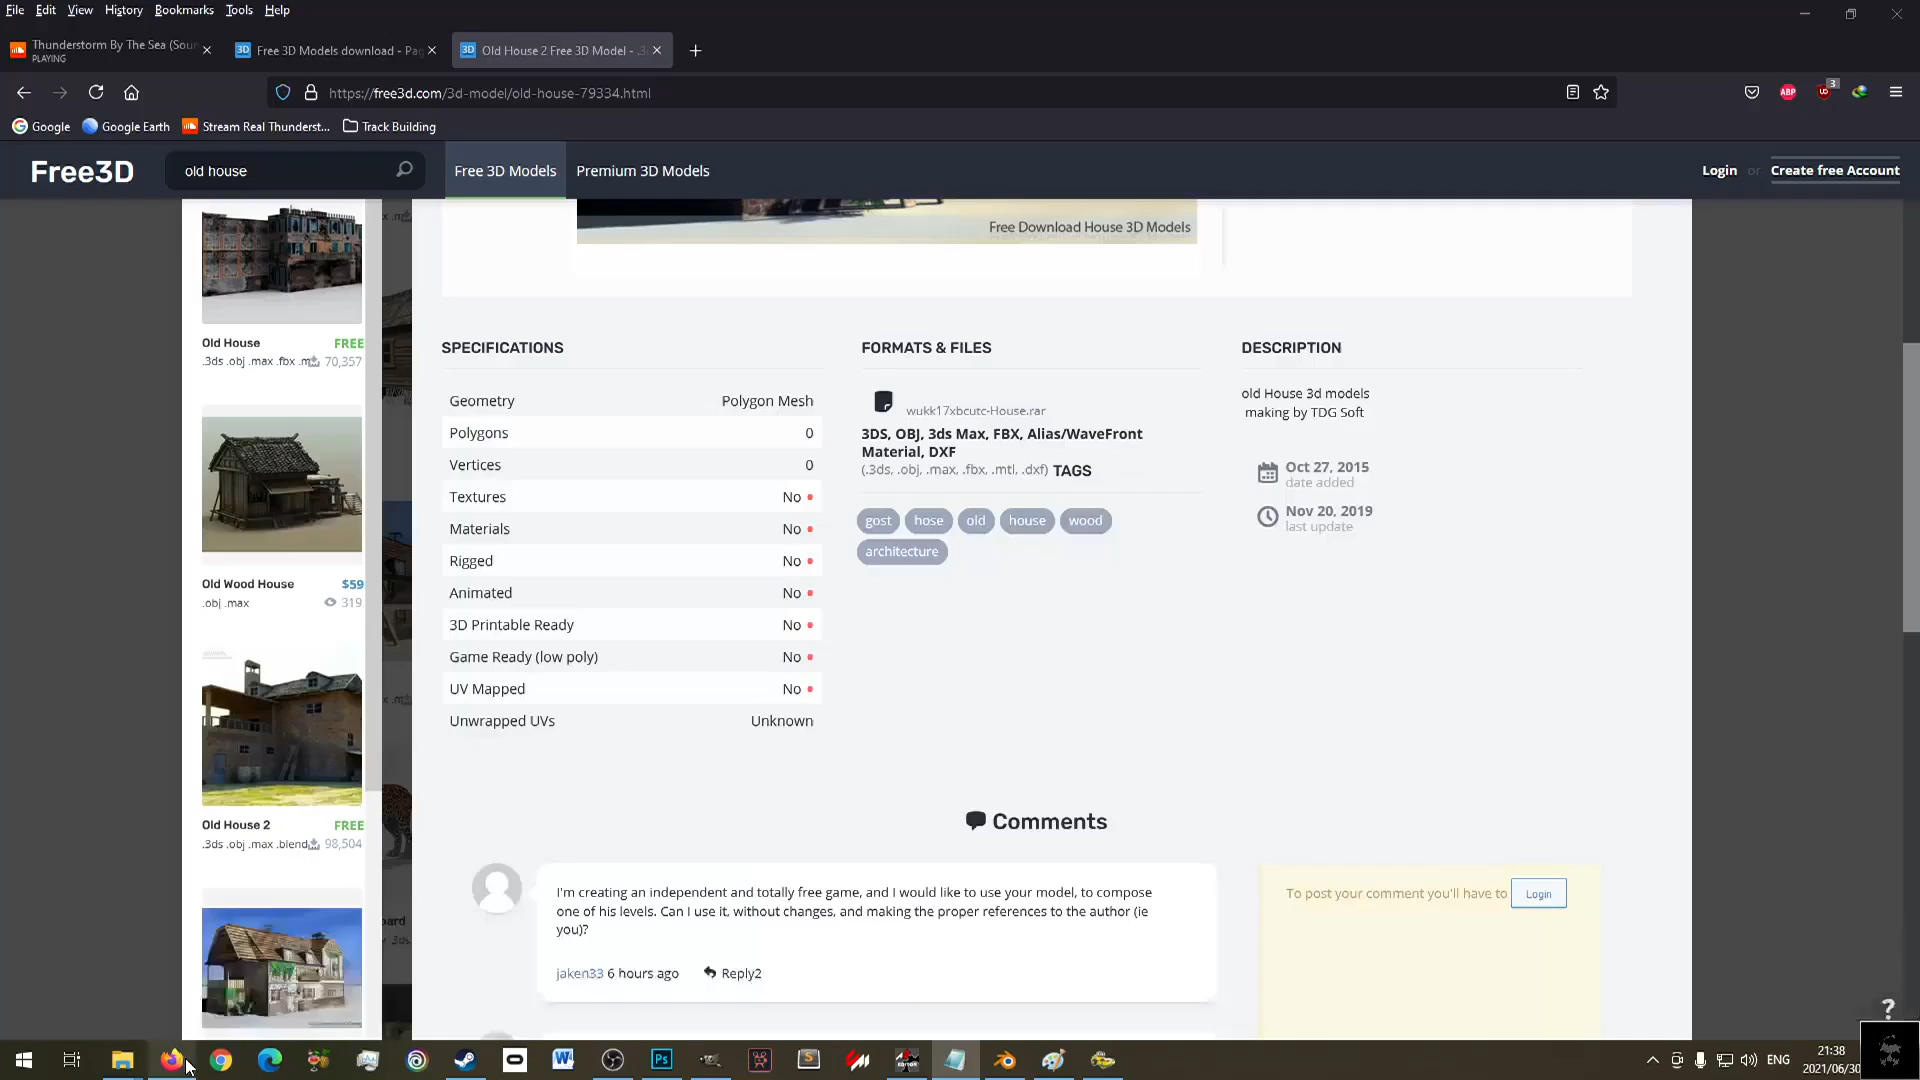 File Edit View History Bookmarks Tools Help
Thunderstorm By The Sea (Sour
PLAYING
Free 3D Models download - Pag
Old House 2 Free 3D Model - .3
https://free3d.com/3d-model/old-house-79334.html
ABP
3
Google
Google Earth
Stream Real Thunderst...
Track Building
Free3D
old house
Free 3D Models
Premium 3D Models
Login or Create free Account
Free Download House 3D Models
Old House FREE
.3ds .obj .max .fbx .m 70,357
Old Wood House $59
.obj .max 319
Old House 2 FREE
.3ds .obj .max .blend 98,504
SPECIFICATIONS
Geometry Polygon Mesh
Polygons 0
Vertices 0
Textures No
Materials No
Rigged No
Animated No
3D Printable Ready No
Game Ready (low poly) No
UV Mapped No
Unwrapped UVs Unknown
FORMATS & FILES
wukk17xbcutc-House.rar
3DS, OBJ, 3ds Max, FBX, Alias/WaveFront
Material, DXF
(.3ds, .obj, .max, .fbx, .mtl, .dxf) TAGS
gost hose old house wood
architecture
DESCRIPTION
old House 3d models
making by TDG Soft
Oct 27, 2015
date added
Nov 20, 2019
last update
Comments
I'm creating an independent and totally free game, and I would like to use your model, to compose
one of his levels. Can I use it, without changes, and making the proper references to the author (ie
you)?
jaken33 6 hours ago Reply2
To post your comment you'll have to Login
?
ENG
21:38
2021/06/30